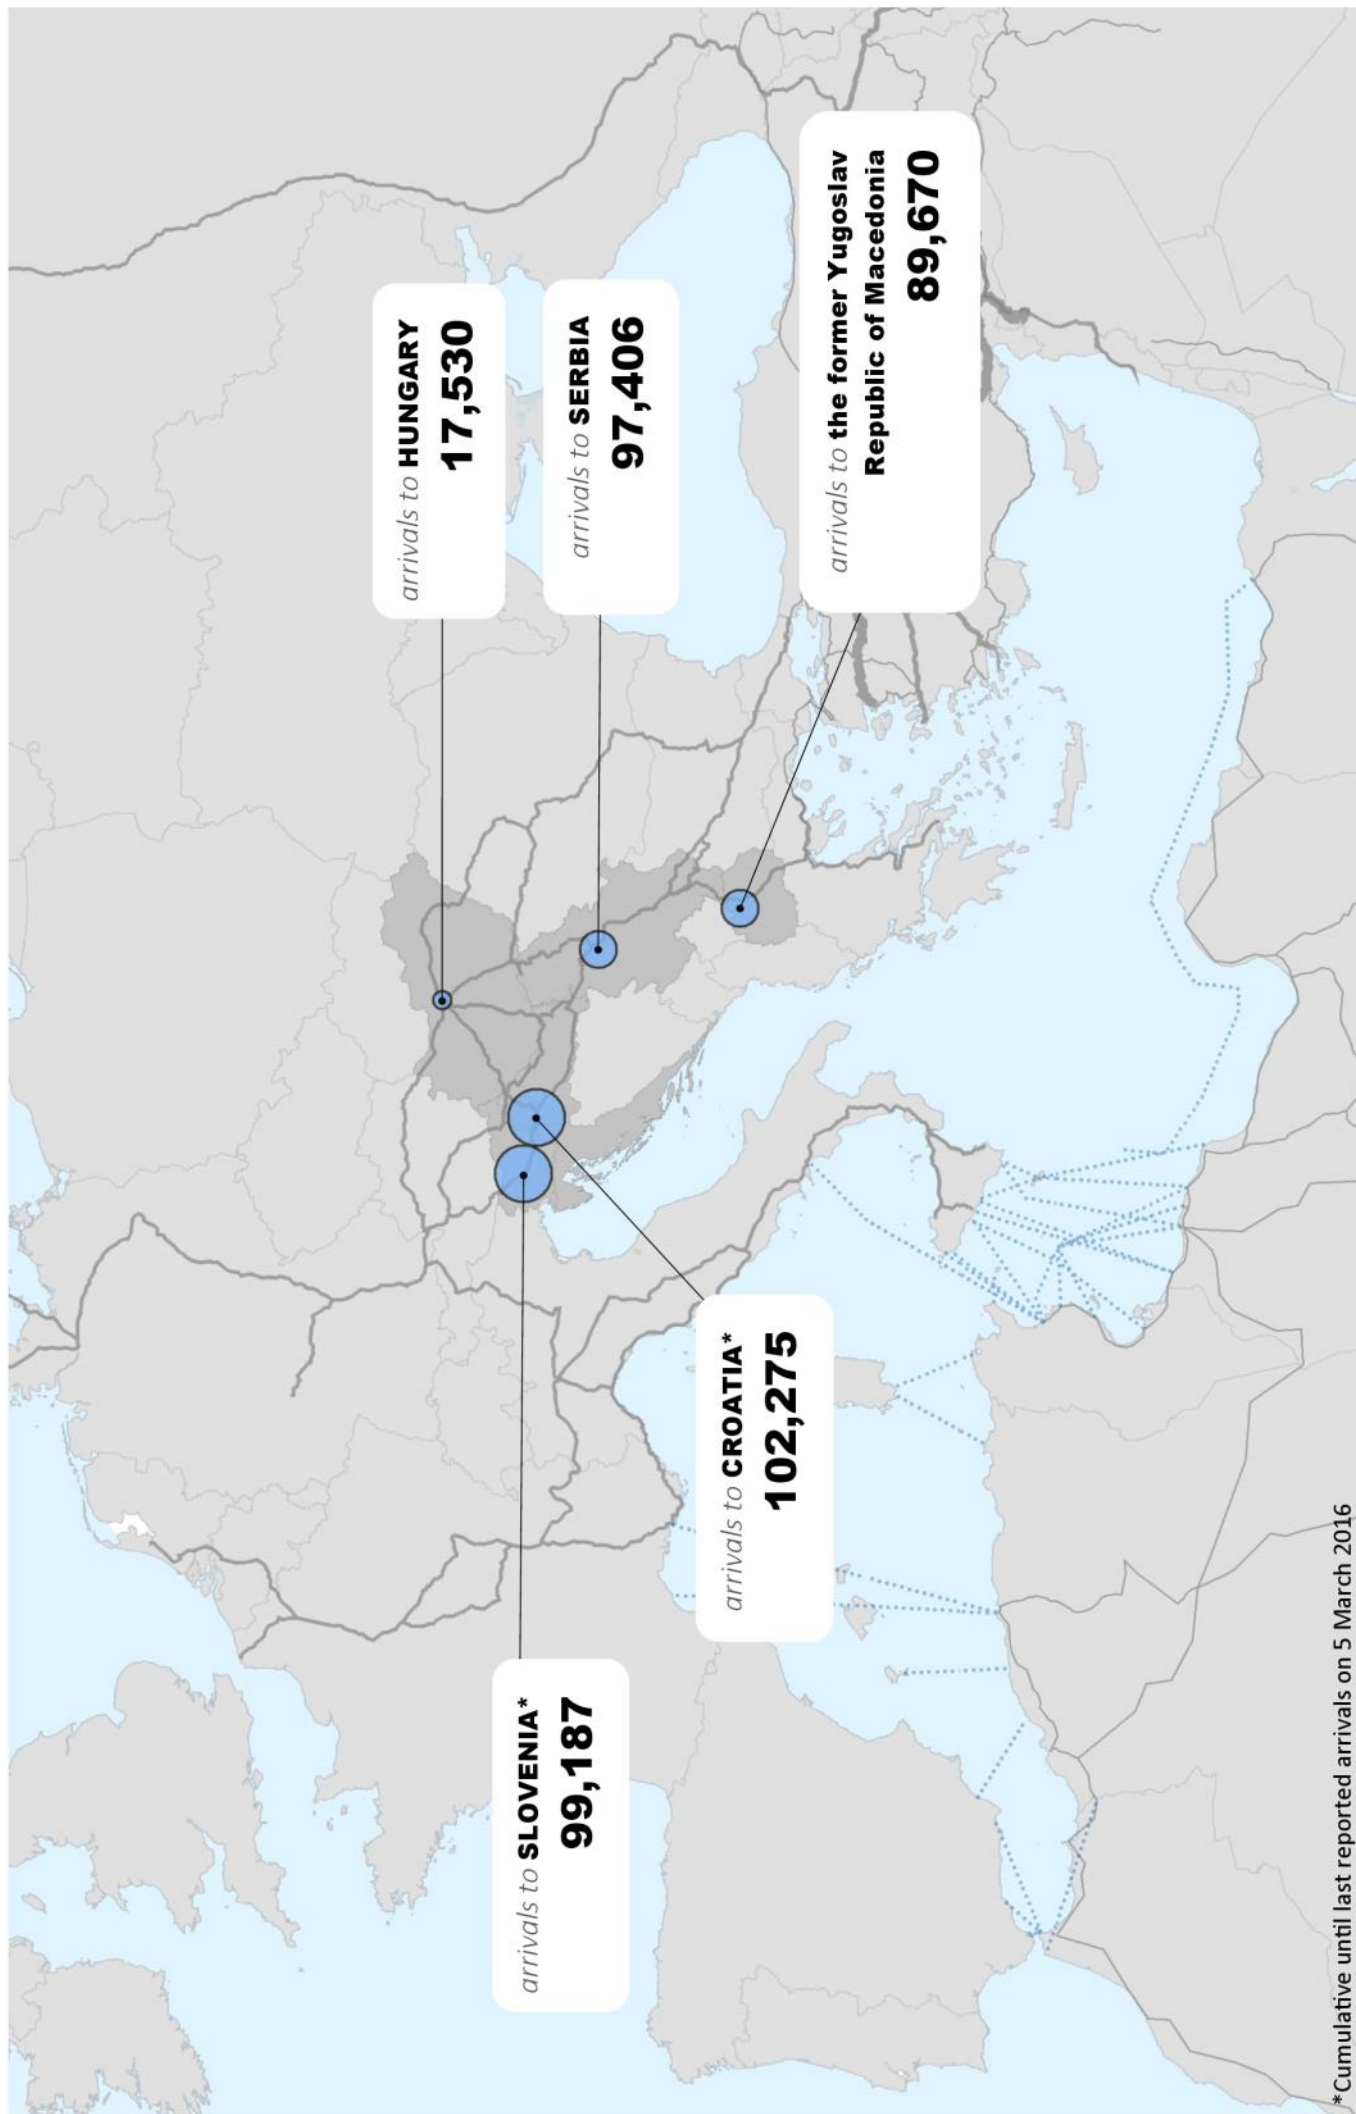 arrivals to HUNGARY
17,530
arrivals to SLOVENIA*
99,187
arrivals to SERBIA
97,406
arrivals to CROATIA*
102,275
arrivals to the former Yugoslav
Republic of Macedonia
89,670
*Cumulative until last reported arrivals on 5 March 2016